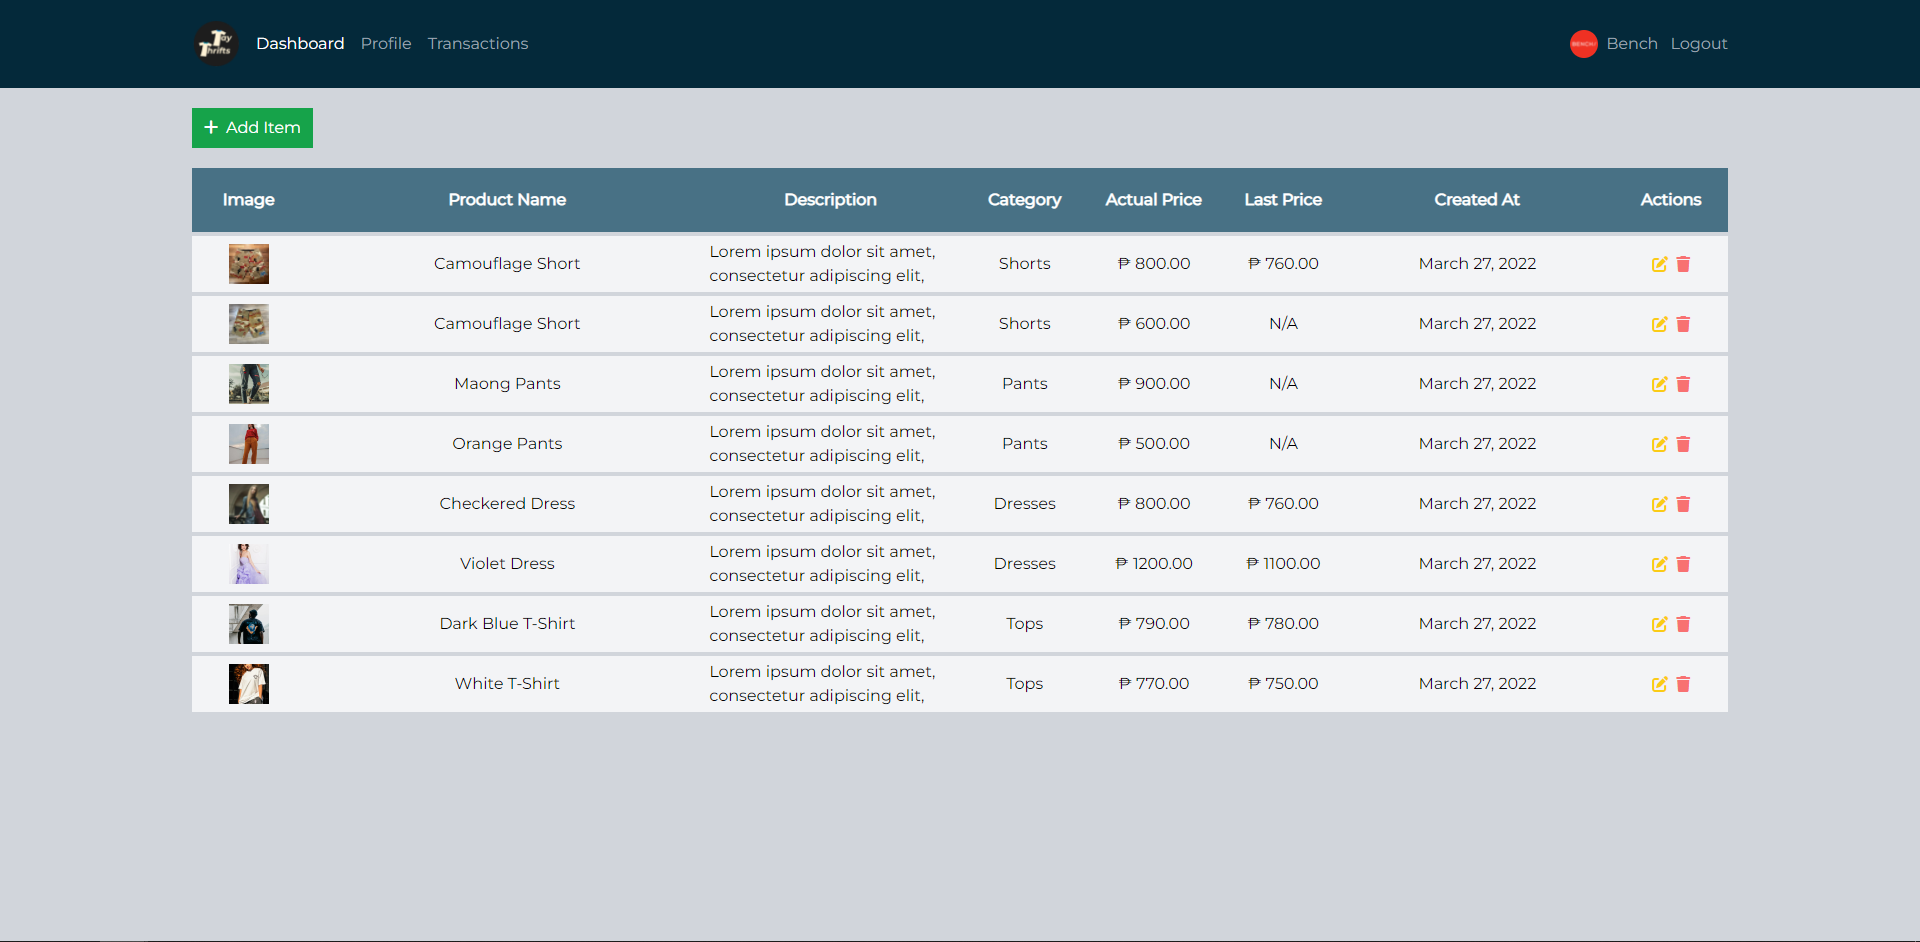 Tay Thrifts Dashboard Profile Transactions BENCH Bench Logout
Add Item
Image Product Name Description Category Actual Price Last Price Created At Actions
Camouflage Short Lorem ipsum dolor sit amet, Shorts ₱ 800.00 ₱ 760.00 March 27, 2022
consectetur adipiscing elit,
Camouflage Short Lorem ipsum dolor sit amet, Shorts ₱ 600.00 N/A March 27, 2022
consectetur adipiscing elit,
Maong Pants Lorem ipsum dolor sit amet, Pants ₱ 900.00 N/A March 27, 2022
consectetur adipiscing elit,
Orange Pants Lorem ipsum dolor sit amet, Pants ₱ 500.00 N/A March 27, 2022
consectetur adipiscing elit,
Checkered Dress Lorem ipsum dolor sit amet, Dresses ₱ 800.00 ₱ 760.00 March 27, 2022
consectetur adipiscing elit,
Violet Dress Lorem ipsum dolor sit amet, Dresses ₱ 1200.00 ₱ 1100.00 March 27, 2022
consectetur adipiscing elit,
Dark Blue T-Shirt Lorem ipsum dolor sit amet, Tops ₱ 790.00 ₱ 780.00 March 27, 2022
consectetur adipiscing elit,
White T-Shirt Lorem ipsum dolor sit amet, Tops ₱ 770.00 ₱ 750.00 March 27, 2022
consectetur adipiscing elit,